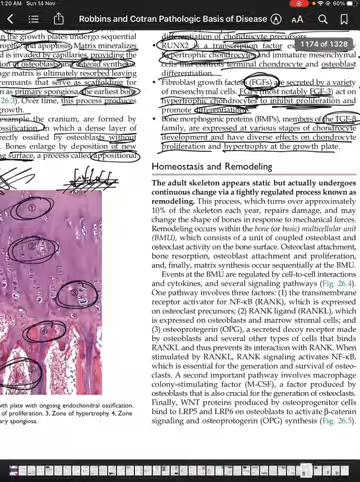 1:20 AM Sun 14 Nov
60%
Robbins and Cotran Pathologic Basis of Disease
AA
1174 of 1328
n the growth plates undergo sequential
rophy and apoptosis. Matrix mineralizes
d is invaded by capillaries, providing the
ion of osteoblasts and synthesis
age matrix is ultimately resorbed leaving
remnants that serve as scaffolding for
n as primary spongiosa, the earliest bone
26.3). Over time, this process produces
growth.
example the cranium, are formed by
ossification, in which a dense layer of
rectly ossified by osteoblasts without
Bones enlarge by deposition of new
ng surface, a process called appositional
wth plate with ongoing endochondral ossification.
of proliferation. 3. Zone of hypertrophy. 4. Zone
ary spongiosa.
differentiation of chondrocyte precursors.
RUNX2 is a transcription factor
hypertrophic chondrocytes and immature mesenchymal
cells that controls terminal chondrocyte and osteoblast
differentiation.
• Fibroblast growth factors (FGFs) are secreted by a variety
of mesenchymal cells. FGFs (most notably FGF-3) act on
hypertrophic chondrocytes to inhibit proliferation and
promote differentiation.
• Bone morphogenic proteins (BMPs), members of the TGF-β
family, are expressed at various stages of chondrocyte
development and have diverse effects on chondrocyte
proliferation and hypertrophy at the growth plate.
Homeostasis and Remodeling
The adult skeleton appears static but actually undergoes
continuous change via a tightly regulated process known as
remodeling. This process, which turns over approximately
10% of the skeleton each year, repairs damage, and may
change the shape of bones in response to mechanical forces.
Remodeling occurs within the bone (or basic) multicellular unit
(BMU), which consists of a unit of coupled osteoblast and
osteoclast activity on the bone surface. Osteoclast attachment,
bone resorption, osteoblast attachment and proliferation,
and, finally, matrix synthesis occur sequentially at the BMU.
Events at the BMU are regulated by cell-to-cell interactions
and cytokines, and several signaling pathways (Fig. 26.4).
One pathway involves three factors: (1) the transmembrane
receptor activator for NF-κB (RANK), which is expressed
on osteoclast precursors; (2) RANK ligand (RANKL), which
is expressed on osteoblasts and marrow stromal cells; and
(3) osteoprotegerin (OPG), a secreted decoy receptor made
by osteoblasts and several other types of cells that binds
RANKL and thus prevents its interaction with RANK. When
stimulated by RANKL, RANK signaling activates NF-κB,
which is essential for the generation and survival of osteo-
clasts. A second important pathway involves macrophage
colony-stimulating factor (M-CSF), a factor produced by
osteoblasts that is also crucial for the generation of osteoclasts.
Finally, WNT proteins produced by osteoprogenitor cells
bind to LRP5 and LRP6 on osteoblasts to activate β-catenin
signaling and osteoprotegerin (OPG) synthesis (Fig. 26.5).